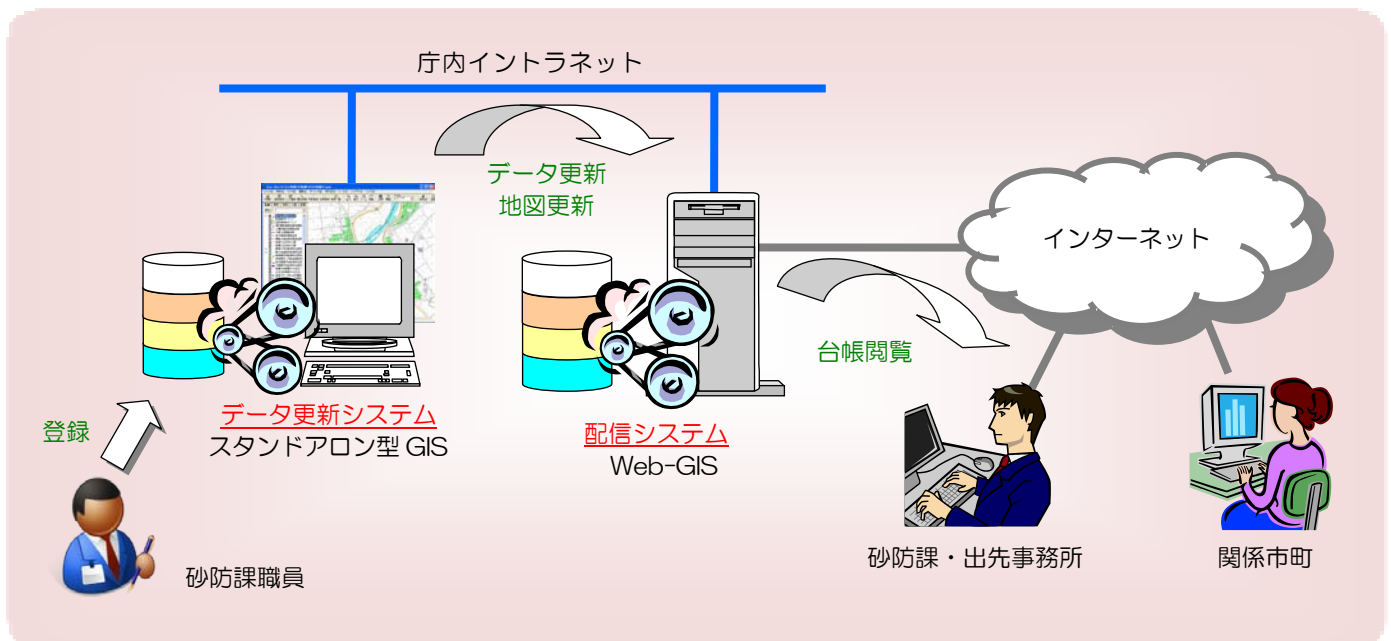 庁内イントラネット
データ更新
地図更新
インターネット
台帳閲覧
登録
データ更新システム
スタンドアロン型 GIS
配信システム
Web-GIS
砂防課職員
砂防課・出先事務所
関係市町